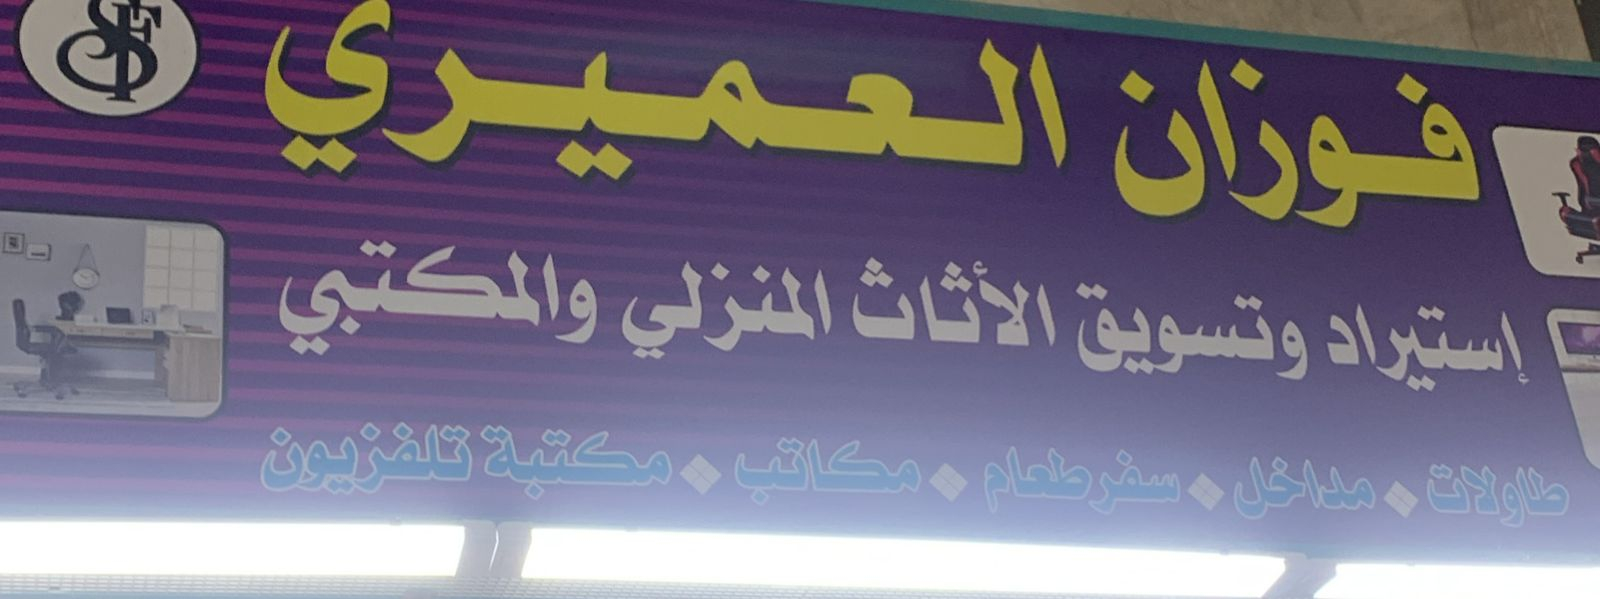 فوزان العميري
إستيراد وتسويق الأثاث المنزلي والمكتبي
طاولات ◆ مداخل ◆ سفرطعام ◆ مكاتب ◆ مكتبة تلفزيون